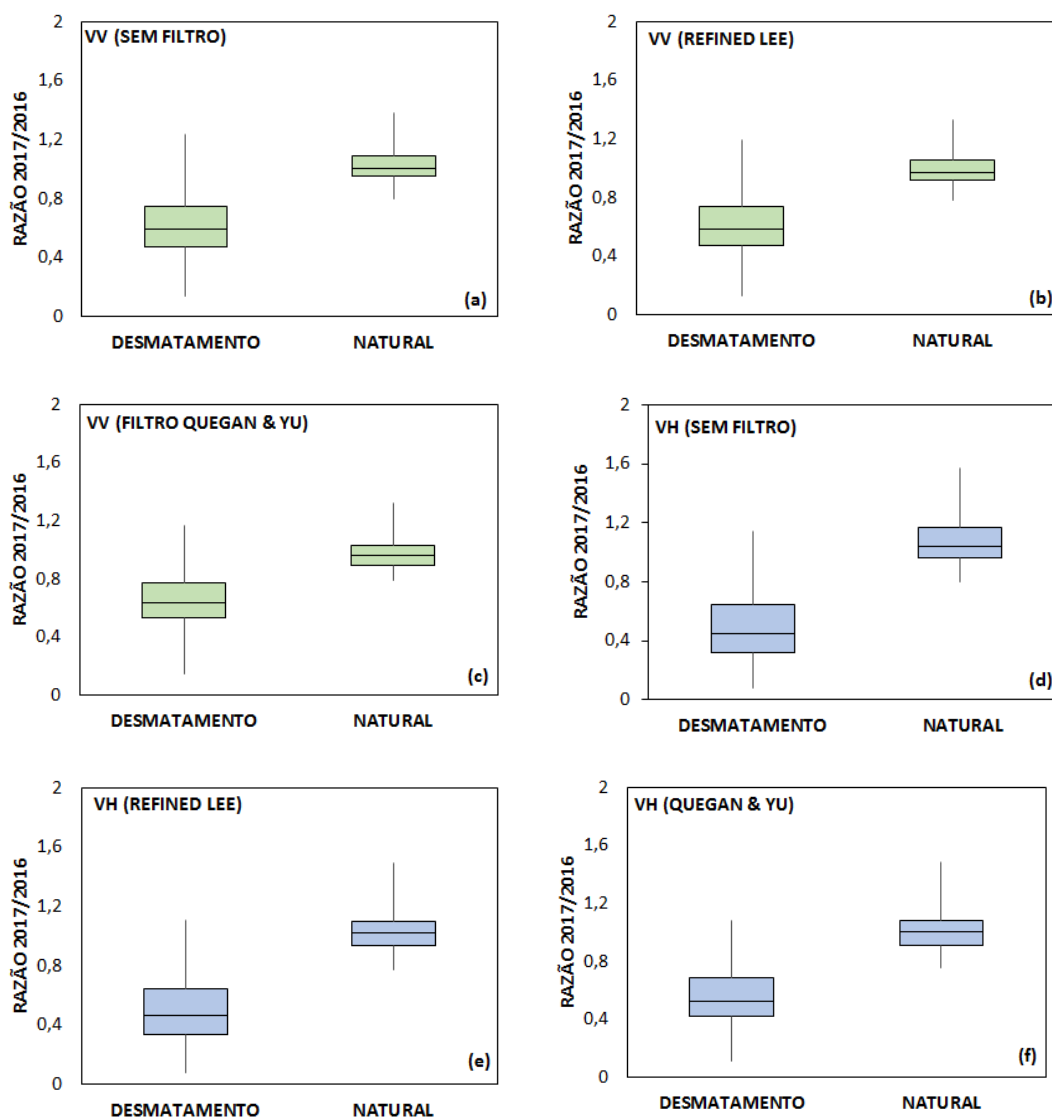 VV (SEM FILTRO)
RAZÃO 2017/2016
2
1,6
1,2
0,8
0,4
0
(a)
DESMATAMENTO NATURAL
VV (REFINED LEE)
RAZÃO 2017/2016
2
1,6
1,2
0,8
0,4
0
(b)
DESMATAMENTO NATURAL
VV (FILTRO QUEGAN & YU)
RAZÃO 2017/2016
2
1,6
1,2
0,8
0,4
0
(c)
DESMATAMENTO NATURAL
VH (SEM FILTRO)
RAZÃO 2017/2016
2
1,6
1,2
0,8
0,4
0
(d)
DESMATAMENTO NATURAL
VH (REFINED LEE)
RAZÃO 2017/2016
2
1,6
1,2
0,8
0,4
0
(e)
DESMATAMENTO NATURAL
VH (QUEGAN & YU)
RAZÃO 2017/2016
2
1,6
1,2
0,8
0,4
0
(f)
DESMATAMENTO NATURAL